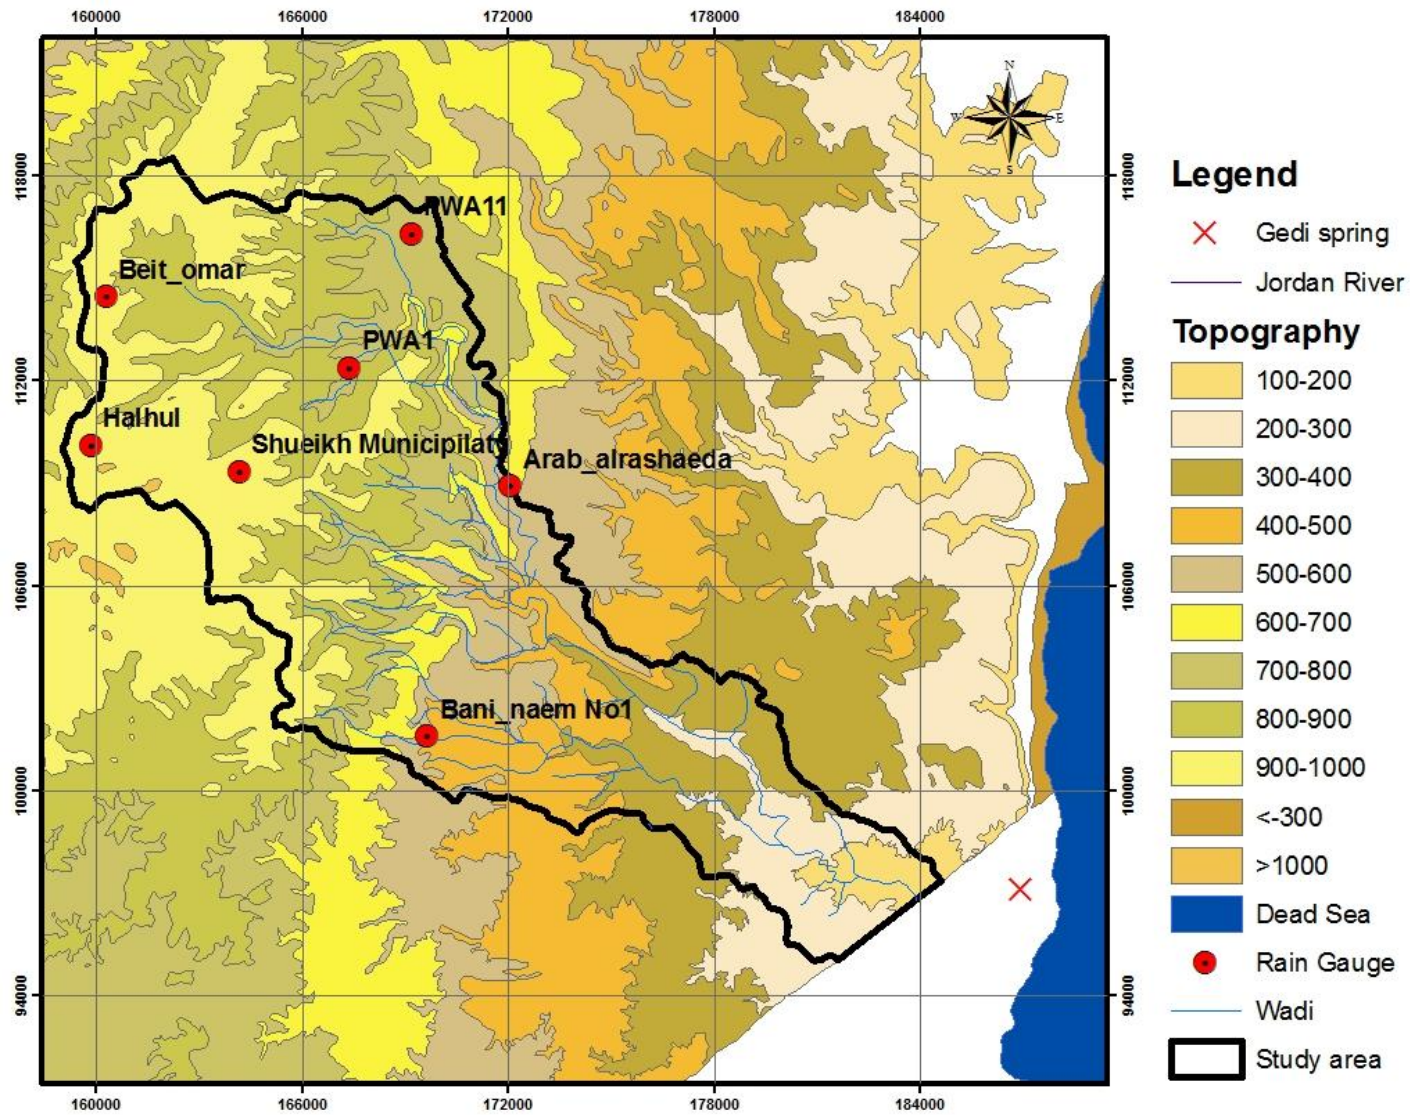 160000 166000 172000 178000 184000
N
W E
S
118000 118000
PWA11
Beit_omar
PWA1
112000 112000
Halhul
Shueikh Municipilaty
Arab_alrashaeda
106000 106000
Bani_naem No1
100000 100000
94000 94000
160000 166000 172000 178000 184000
Legend
Gedi spring
Jordan River
Topography
100-200
200-300
300-400
400-500
500-600
600-700
700-800
800-900
900-1000
<-300
>1000
Dead Sea
Rain Gauge
Wadi
Study area